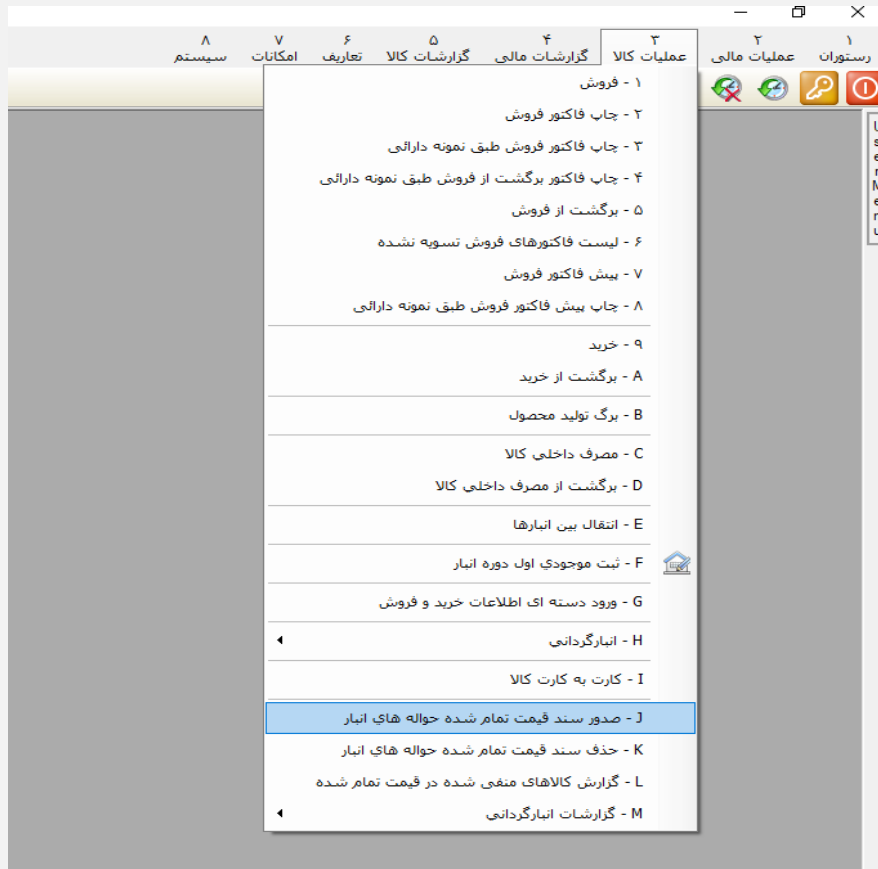 ۱ ۲ ۳ ۴ ۵ ۶ ۷ ۸
رستوران عملیات مالی عملیات کالا گزارشات مالی گزارشات کالا تعاریف امکانات سیستم
۱ - فروش
۲ - چاپ فاکتور فروش
۳ - چاپ فاکتور فروش طبق نمونه دارائی
۴ - چاپ فاکتور برگشت از فروش طبق نمونه دارائی
۵ - برگشت از فروش
۶ - لیست فاکتورهای فروش تسویه نشده
۷ - پیش فاکتور فروش
۸ - چاپ پیش فاکتور فروش طبق نمونه دارائی
۹ - خرید
A - برگشت از خرید
B - برگ تولید محصول
C - مصرف داخلي کالا
D - برگشت از مصرف داخلي کالا
E - انتقال بین انبارها
F - ثبت موجودي اول دوره انبار
G - ورود دسته ای اطلاعات خرید و فروش
H - انبارگرداني
I - کارت به کارت کالا
J - صدور سند قیمت تمام شده حواله هاي انبار
K - حذف سند قیمت تمام شده حواله هاي انبار
L - گزارش کالاهای منفی شده در قیمت تمام شده
M - گزارشات انبارگردانی